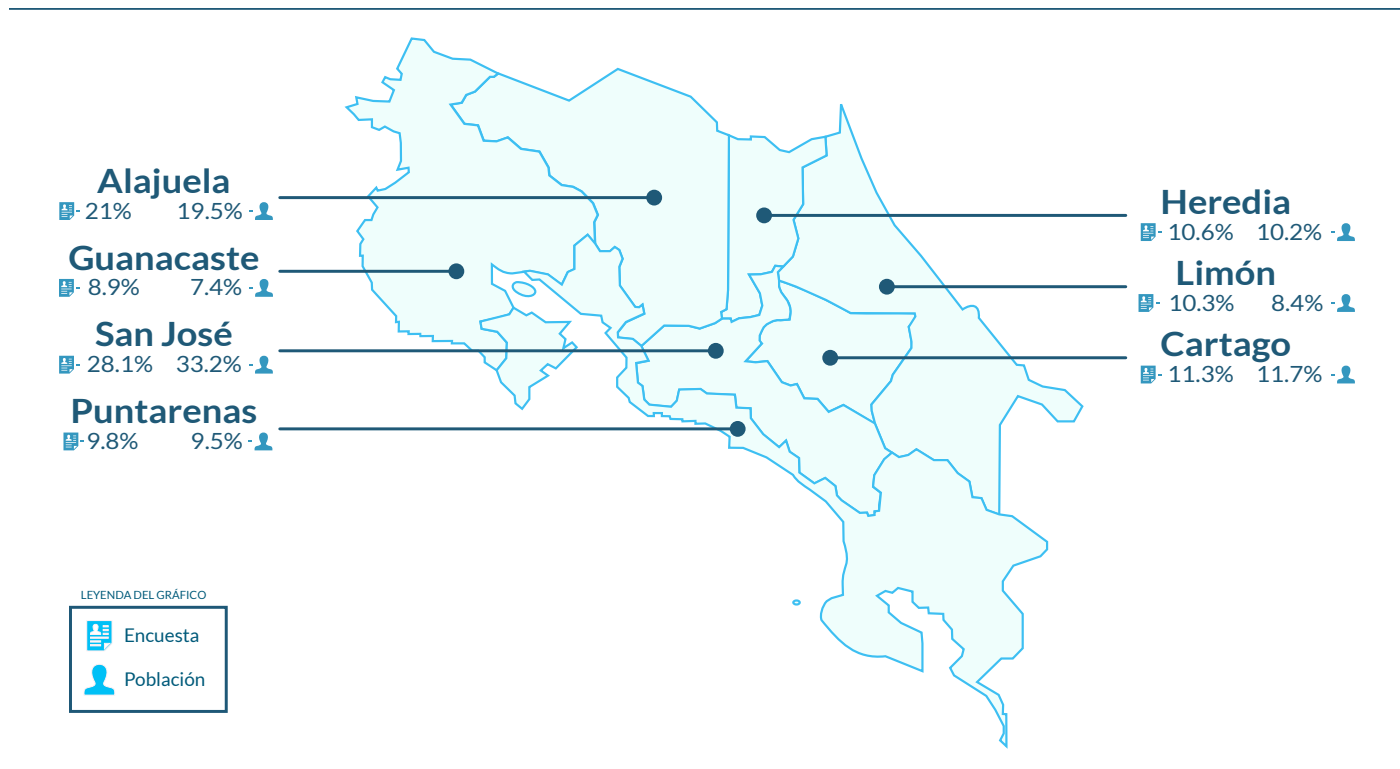 Alajuela
21% 19.5%
Guanacaste
8.9% 7.4%
San José
28.1% 33.2%
Puntarenas
9.8% 9.5%
Heredia
10.6% 10.2%
Limón
10.3% 8.4%
Cartago
11.3% 11.7%
LEYENDA DEL GRÁFICO
Encuesta
Población